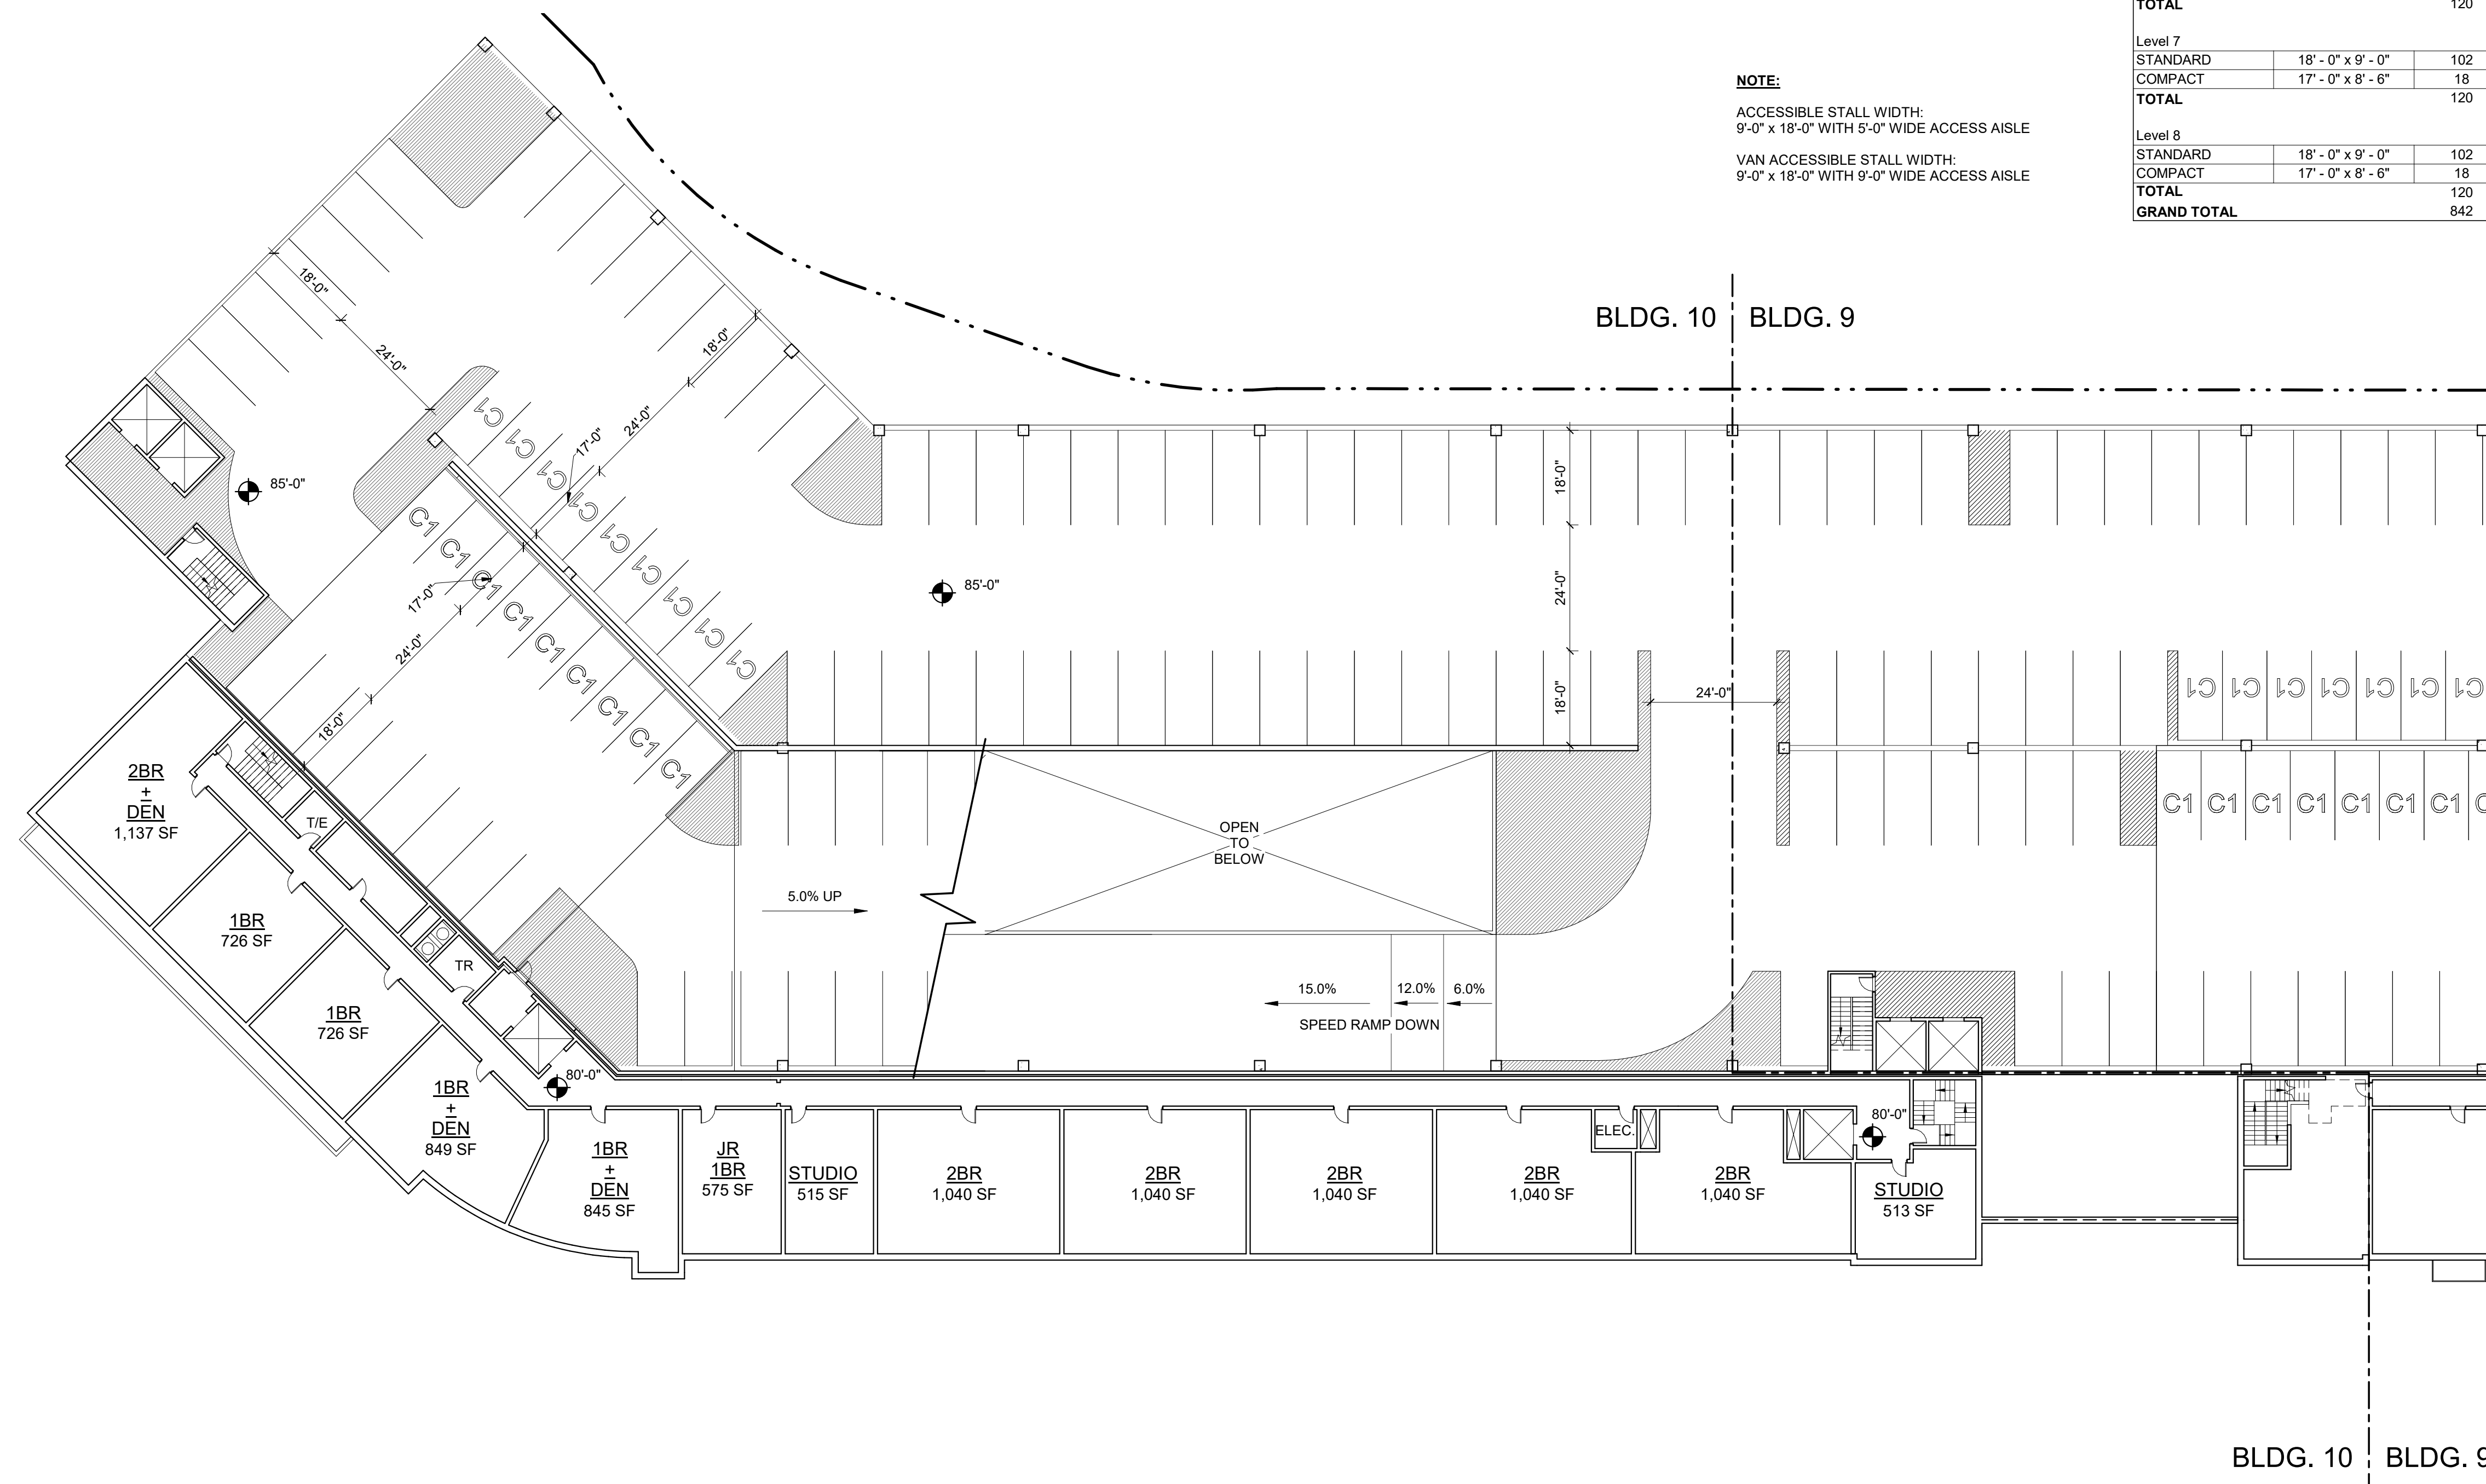 TOTAL 120
Level 7
STANDARD 18' - 0" x 9' - 0" 102
COMPACT 17' - 0" x 8' - 6" 18
TOTAL 120
Level 8
STANDARD 18' - 0" x 9' - 0" 102
COMPACT 17' - 0" x 8' - 6" 18
TOTAL 120
GRAND TOTAL 842
NOTE:
ACCESSIBLE STALL WIDTH:
9'-0" x 18'-0" WITH 5'-0" WIDE ACCESS AISLE
VAN ACCESSIBLE STALL WIDTH:
9'-0" x 18'-0" WITH 9'-0" WIDE ACCESS AISLE
BLDG. 10
BLDG. 9
18'-0"
24'-0"
18'-0"
24'-0"
17'-0"
C1
C1
C1
C1
C1
C1
C1
C1
C1
85'-0"
C1
C1
C1
C1
C1
C1
C1
C1
C1
17'-0"
24'-0"
18'-0"
85'-0"
18'-0"
24'-0"
18'-0"
24'-0"
C1 C1 C1 C1 C1 C1 C1
C1 C1 C1 C1 C1 C1 C1
OPEN
TO
BELOW
5.0% UP
15.0% 12.0% 6.0%
SPEED RAMP DOWN
2BR
+
DEN
1,137 SF
T/E
1BR
726 SF
TR
1BR
726 SF
1BR
+
DEN
849 SF
80'-0"
1BR
+
DEN
845 SF
JR
1BR
575 SF
STUDIO
515 SF
2BR
1,040 SF
2BR
1,040 SF
2BR
1,040 SF
2BR
1,040 SF
ELEC.
2BR
1,040 SF
80'-0"
STUDIO
513 SF
BLDG. 10
BLDG. 9